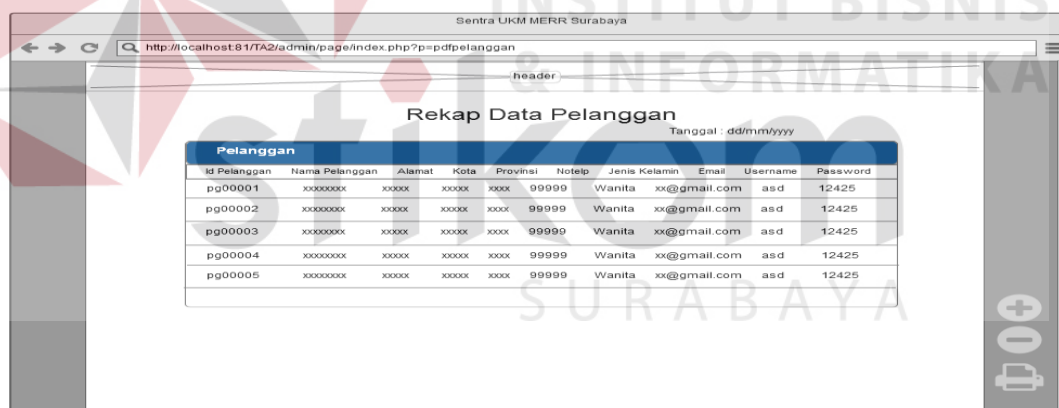 INSTITUT BISNIS
Sentra UKM MERR Surabaya
http://localhost:81/TA2/admin/page/index.php?p=pdfpelanggan
& INFORMATIKA
header
stikom
Rekap Data Pelanggan
Tanggal : dd/mm/yyyy
Pelanggan
Id Pelanggan Nama Pelanggan Alamat Kota Provinsi Notelp Jenis Kelamin Email Username Password
pg00001 xxxxxxxx xxxxx xxxxx xxxx 99999 Wanita xx@gmail.com asd 12425
pg00002 xxxxxxxx xxxxx xxxxx xxxx 99999 Wanita xx@gmail.com asd 12425
pg00003 xxxxxxxx xxxxx xxxxx xxxx 99999 Wanita xx@gmail.com asd 12425
pg00004 xxxxxxxx xxxxx xxxxx xxxx 99999 Wanita xx@gmail.com asd 12425
pg00005 xxxxxxxx xxxxx xxxxx xxxx 99999 Wanita xx@gmail.com asd 12425
SURABAYA